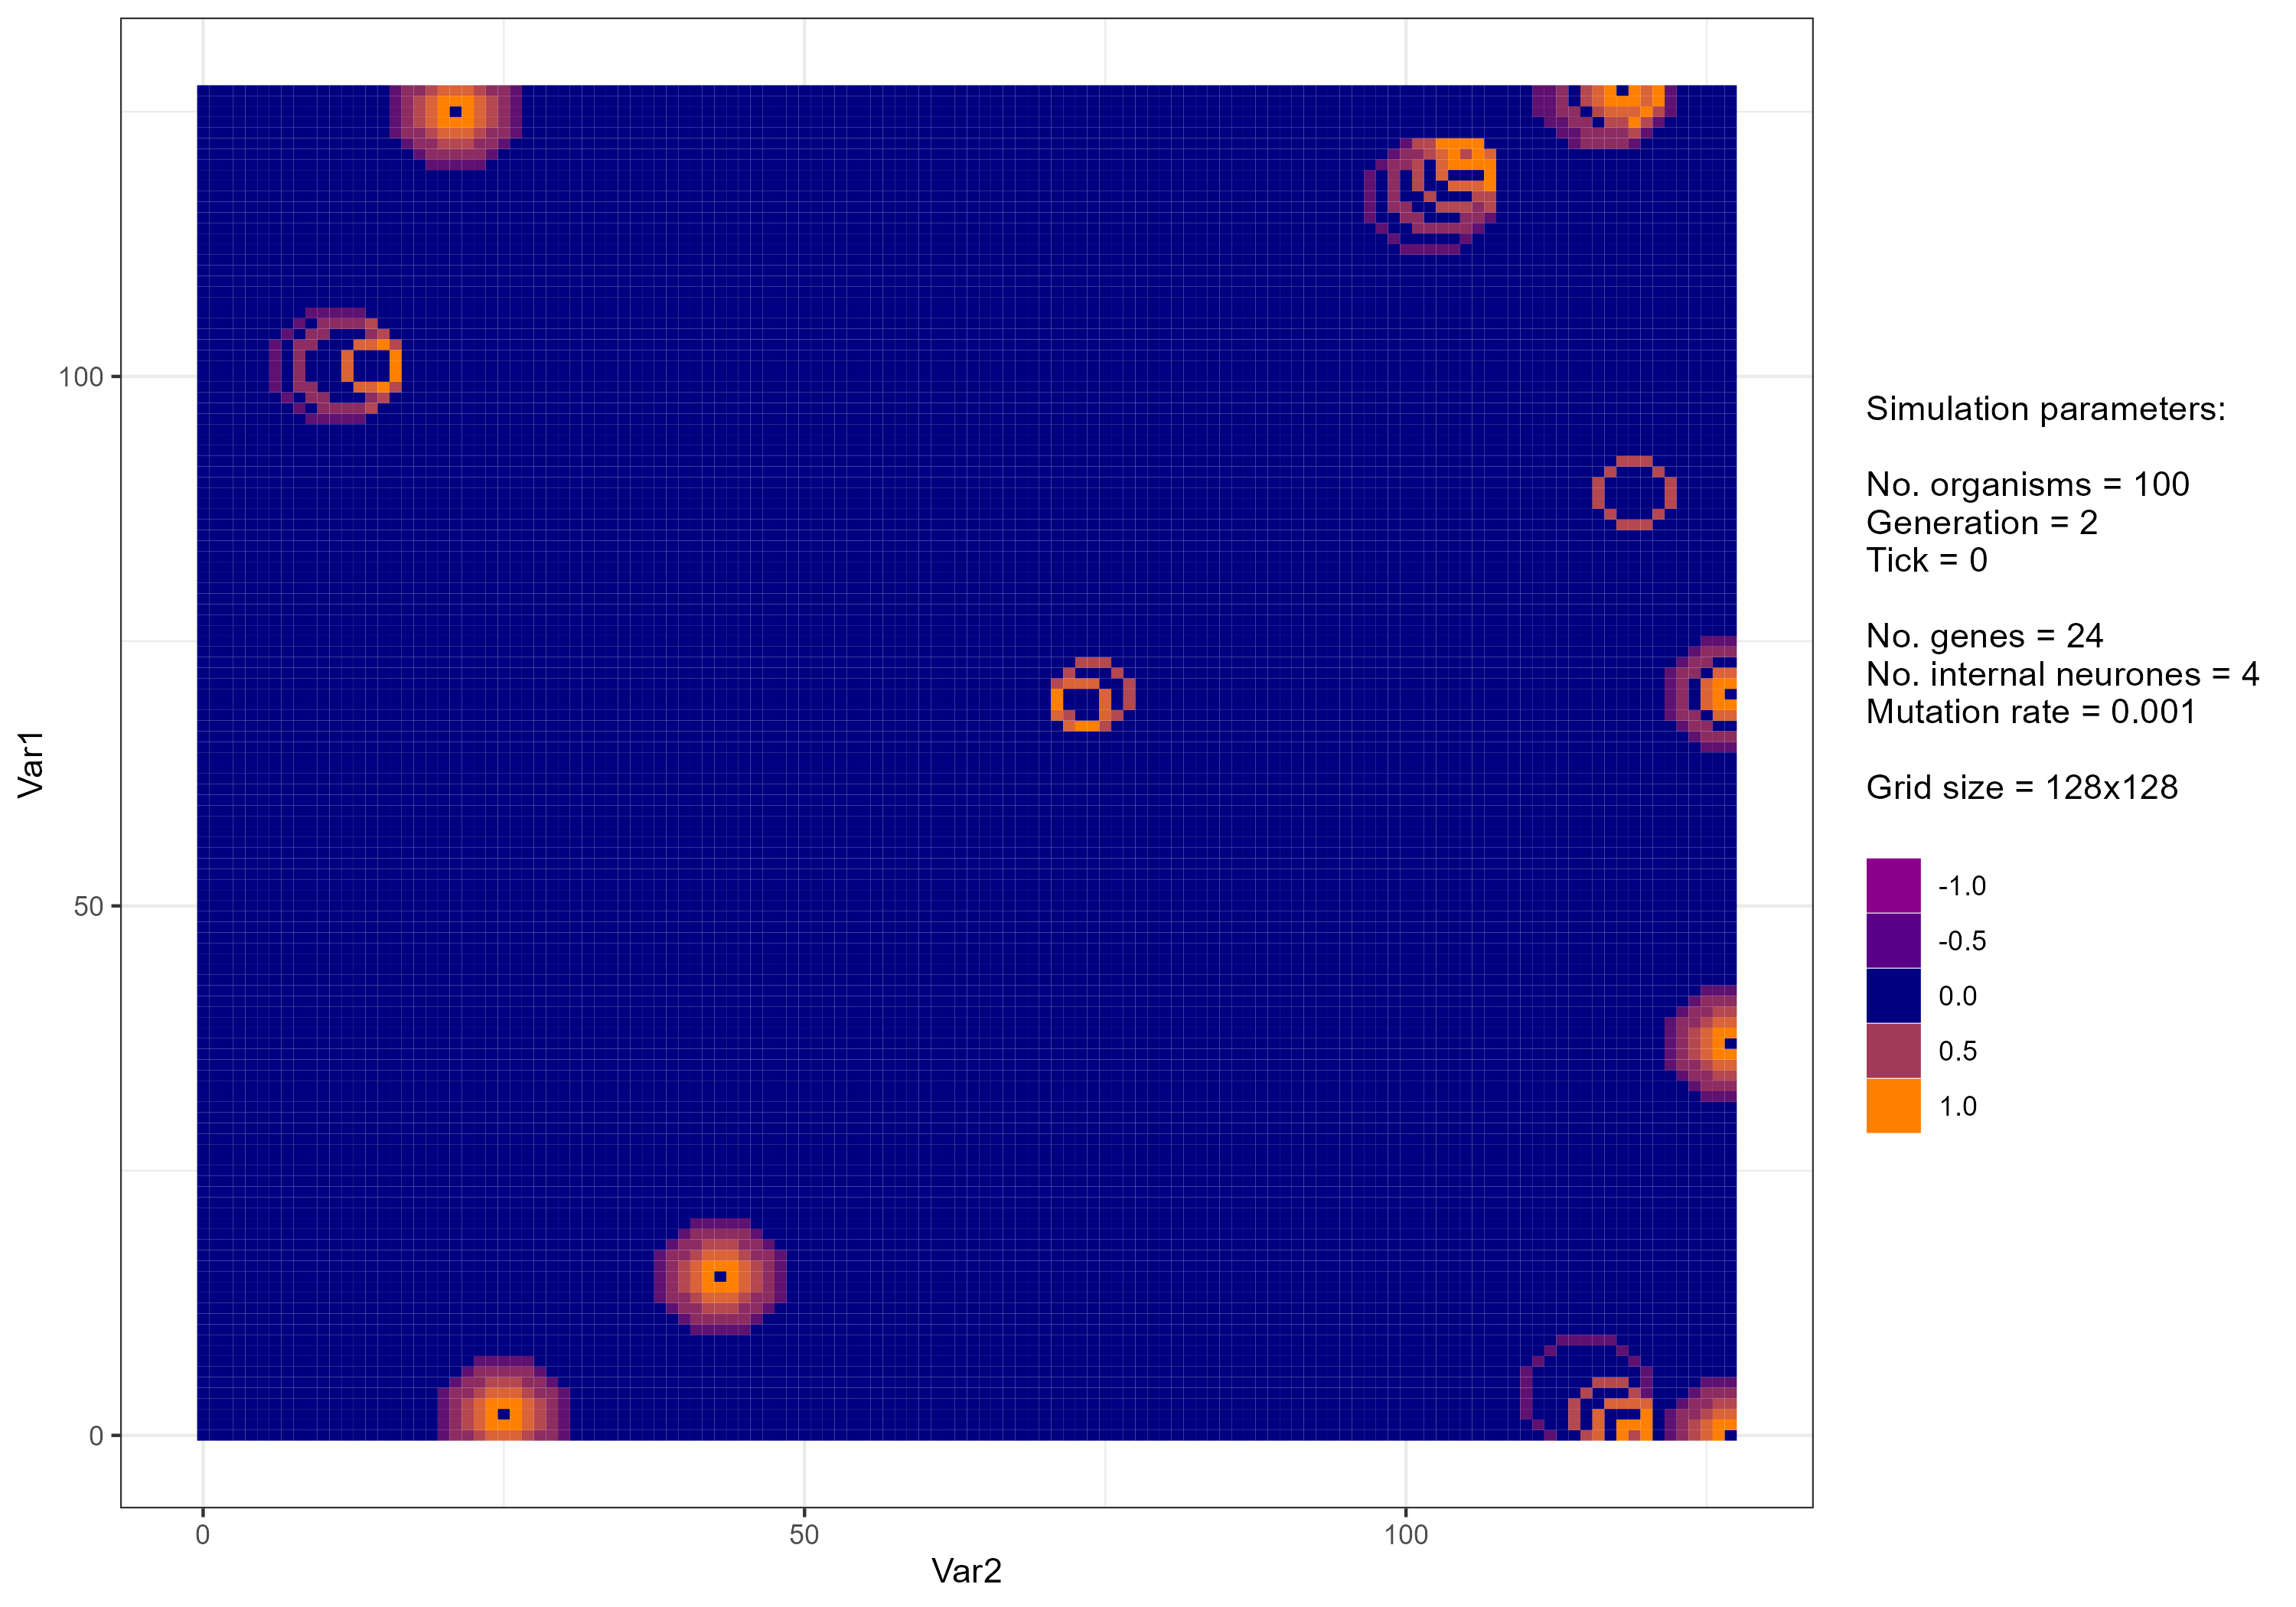 Var1
100
50
0
0
50
100
Var2
Simulation parameters:
No. organisms = 100
Generation = 2
Tick = 0
No. genes = 24
No. internal neurones = 4
Mutation rate = 0.001
Grid size = 128x128
-1.0
-0.5
0.0
0.5
1.0